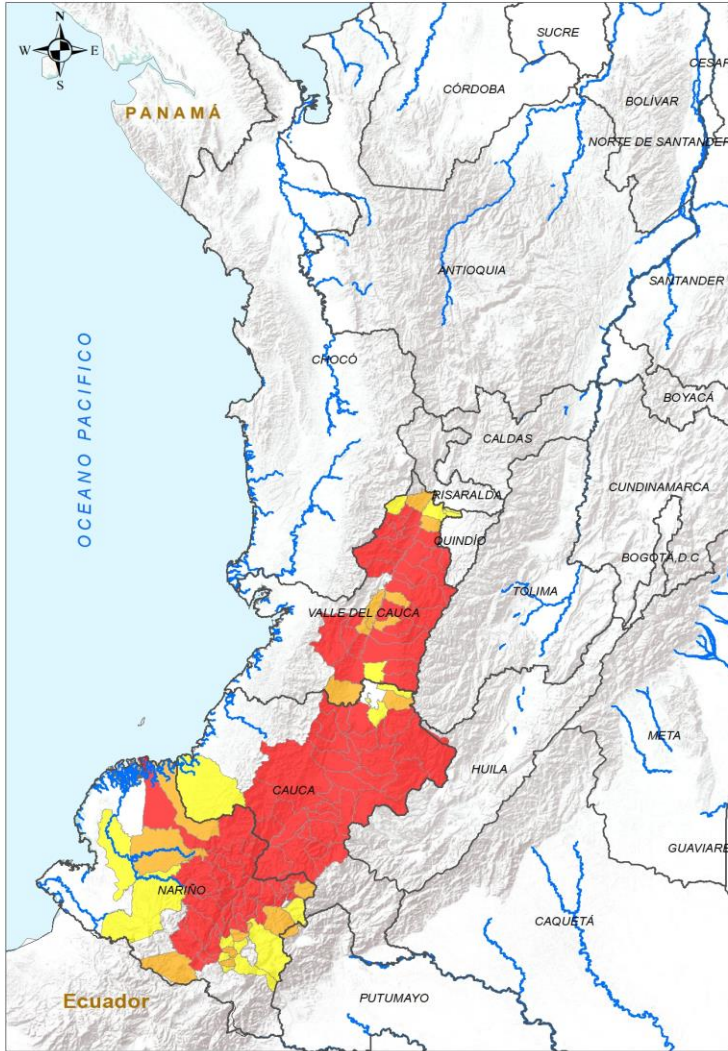 N
W E
S
SUCRE
CESAR
CÓRDOBA
BOLÍVAR
PANAMÁ
NORTE DE SANTANDER
ANTIOQUIA
SANTANDER
OCEANO PACIFICO
CHOCÓ
BOYACÁ
CALDAS
CUNDINAMARCA
RISARALDA
QUINDÍO
BOGOTÁ, D.C
TOLIMA
VALLE DEL CAUCA
META
HUILA
CAUCA
GUAVIARE
NARIÑO
CAQUETÁ
Ecuador
PUTUMAYO